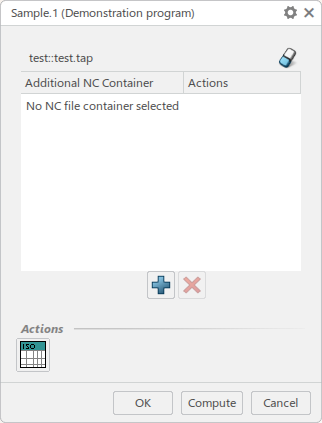 Sample.1 (Demonstration program)
test::test.tap
Additional NC Container Actions
No NC file container selected
Actions
ISO
OK Compute Cancel